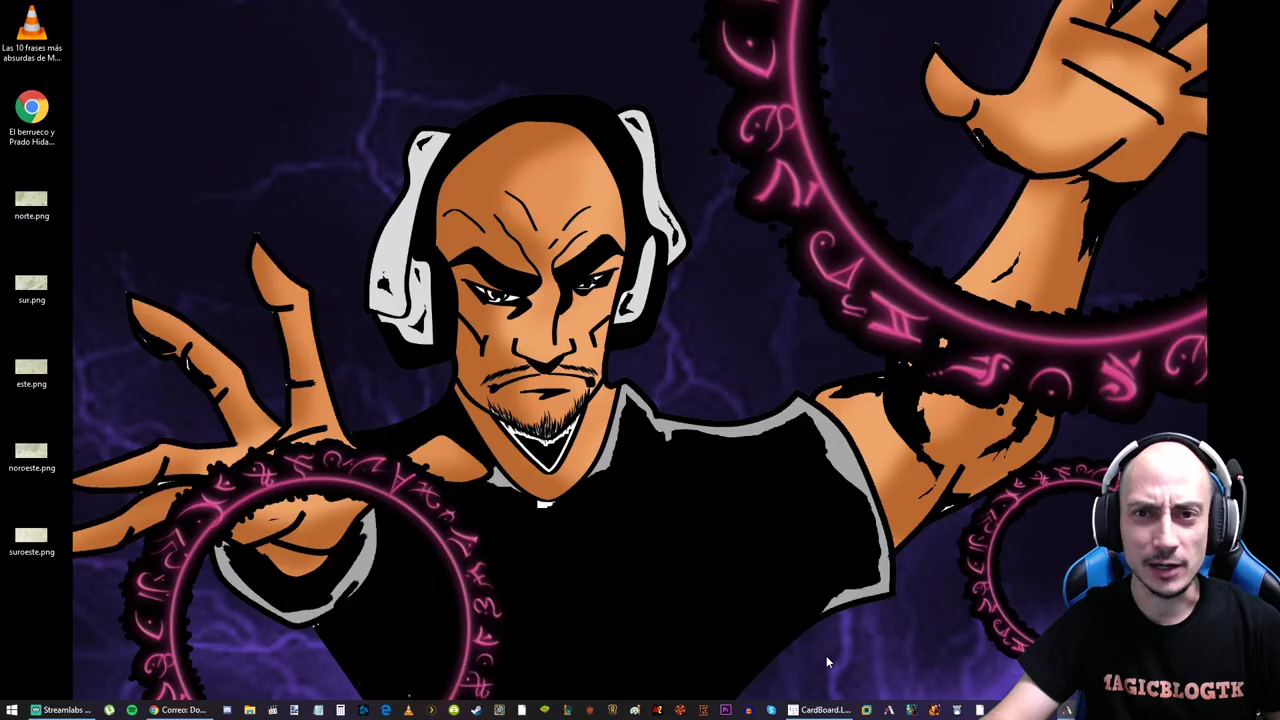 Las 10 frases más
absurdas de M...
El berrueco y
Prado Hida...
norte.png
sur.png
este.png
noroeste.png
suroeste.png
Streamlabs ...
Correo: Do...
CardBoard.L...
MAGICBLOGTK